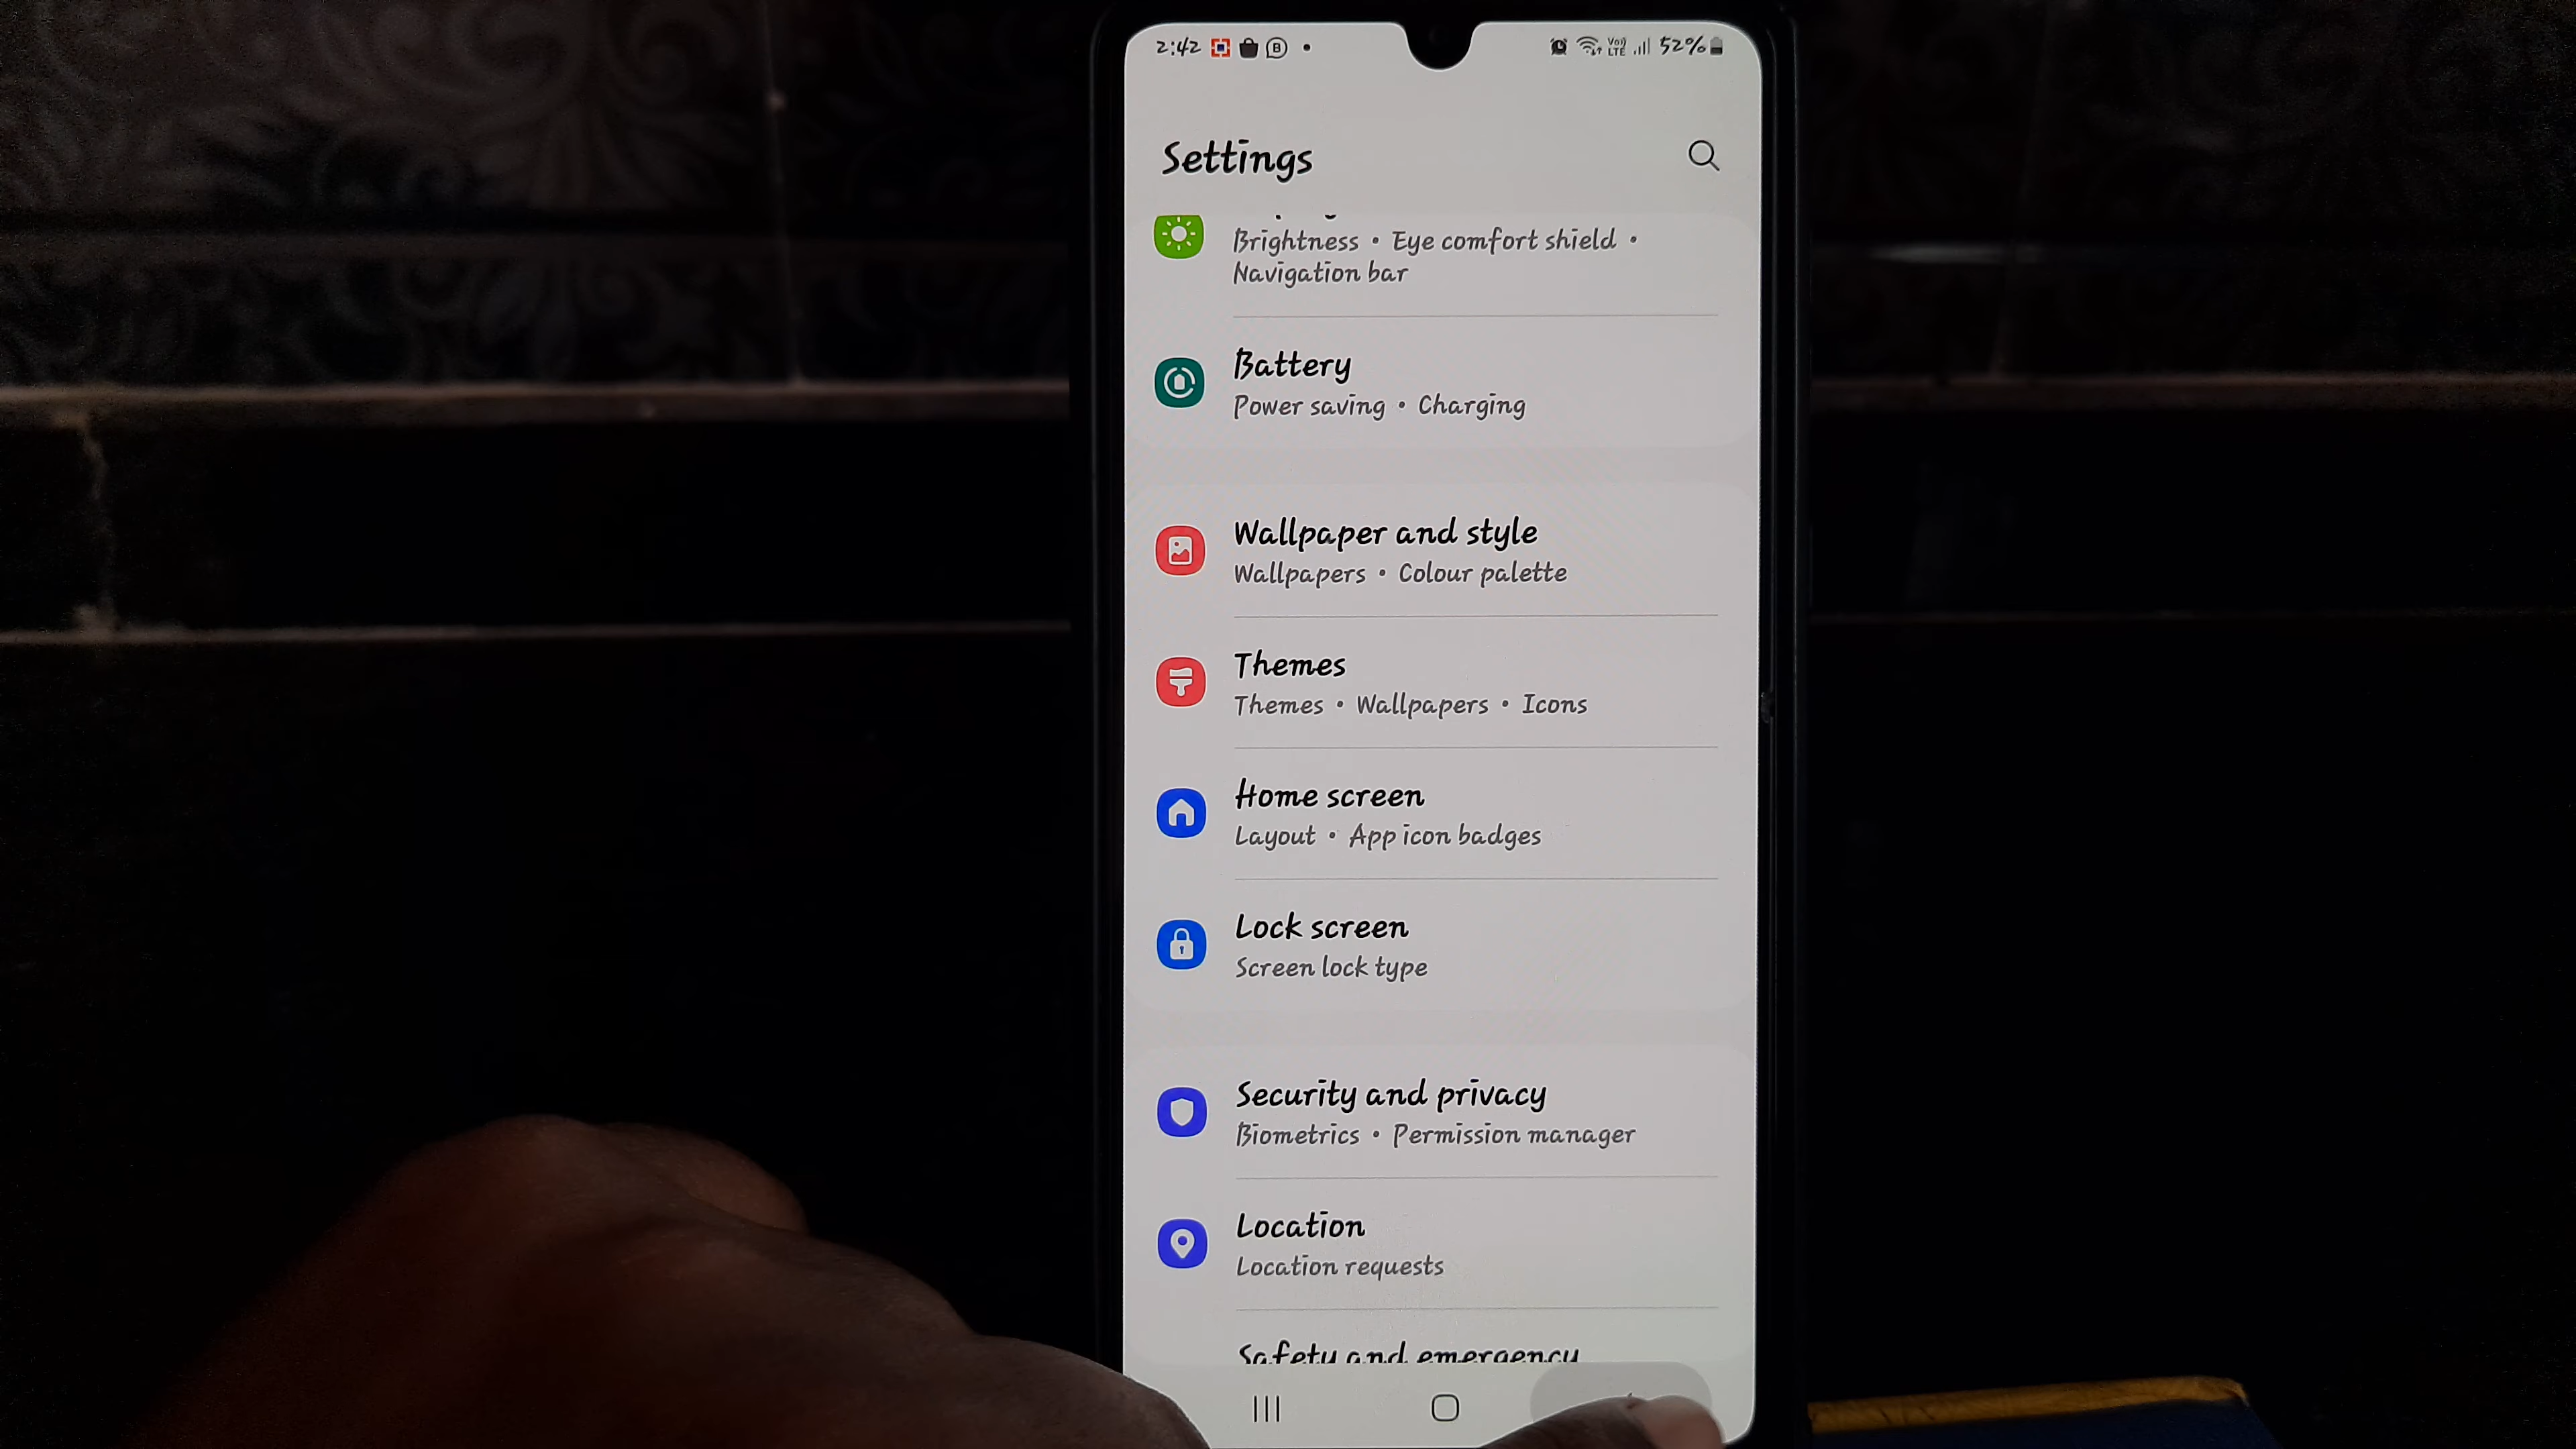 2:42 B 52%
Vo) LTE
Settings
Brightness • Eye comfort shield •
Navigation bar
Battery
Power saving • Charging
Wallpaper and style
Wallpapers • Colour palette
Themes
Themes • Wallpapers • Icons
Home screen
Layout • App icon badges
Lock screen
Screen lock type
Security and privacy
Biometrics • Permission manager
Location
Location requests
Safety and emergency